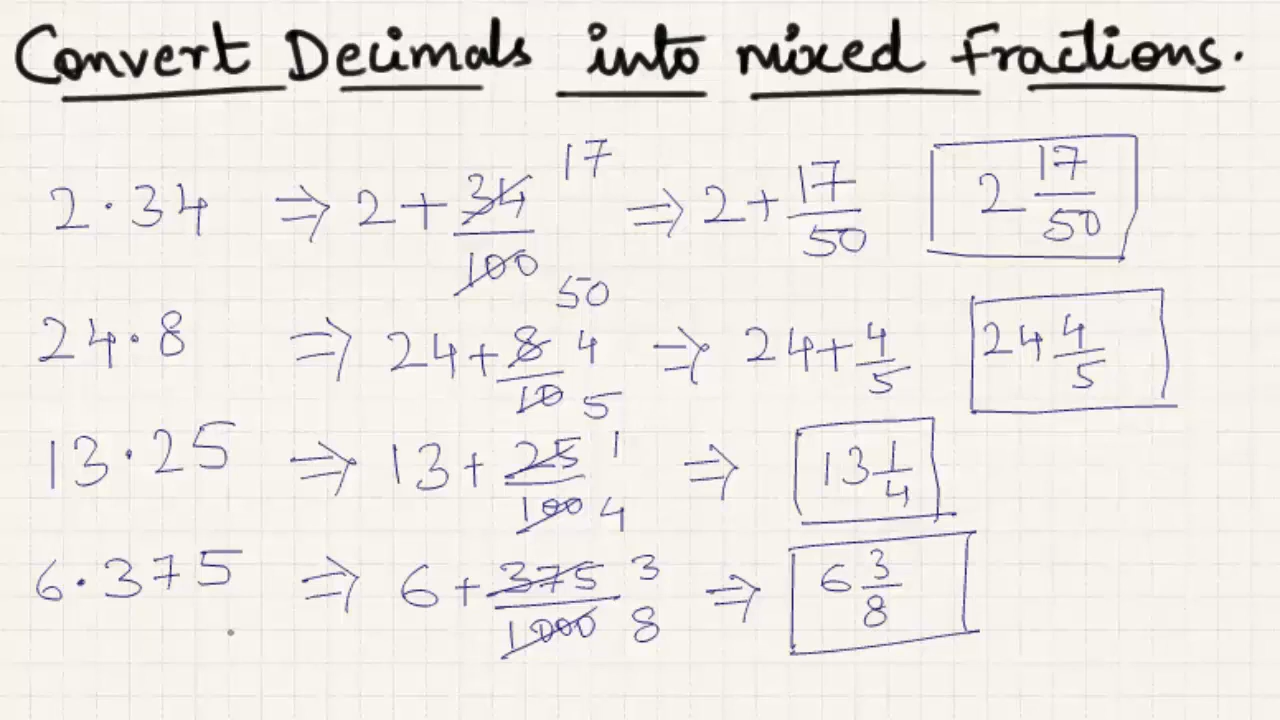 Convert Decimals into mixed Fractions.
2.34 ⇒ 2 + 34/100 17 50 ⇒ 2 + 17/50 2 17/50
24.8 ⇒ 24 + 8/10 4 5 ⇒ 24 + 4/5 24 4/5
13.25 ⇒ 13 + 25/100 1 4 ⇒ 13 1/4
6.375 ⇒ 6 + 375/1000 3 8 ⇒ 6 3/8